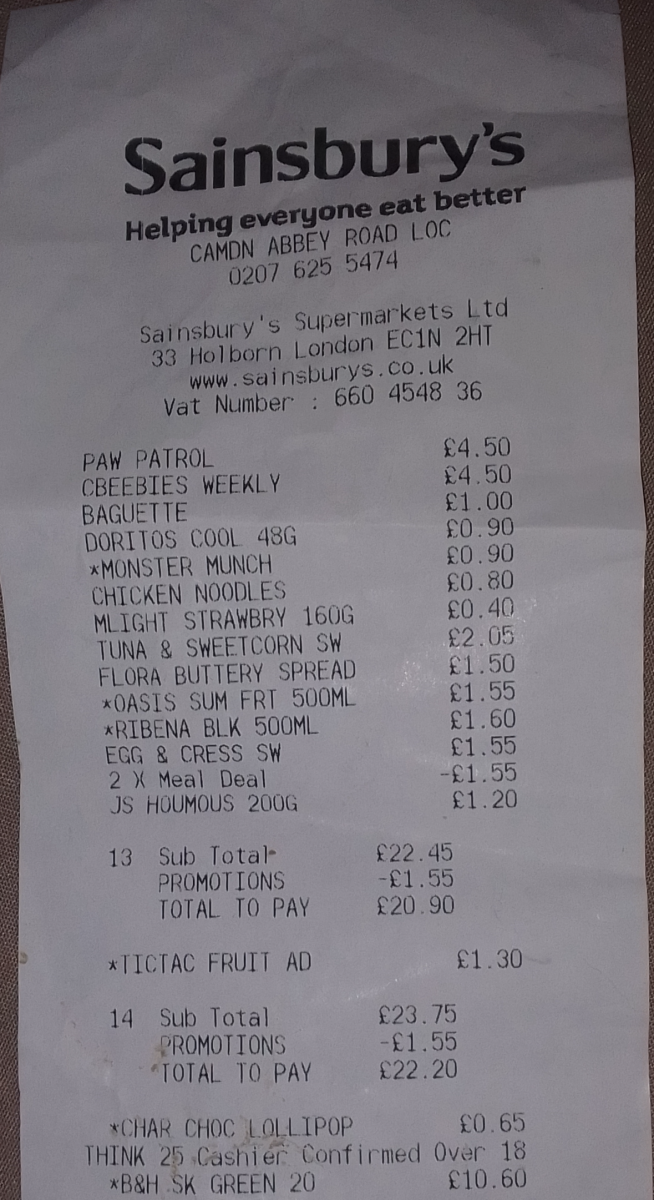 Sainsbury's
Helping everyone eat better
CAMDN ABBEY ROAD LOC
0207 625 5474
Sainsbury's Supermarkets Ltd
33 Holborn London EC1N 2HT
www.sainsburys.co.uk
Vat Number : 660 4548 36
PAW PATROL £4.50
CBEEBIES WEEKLY £4.50
BAGUETTE £1.00
DORITOS COOL 48G £0.90
*MONSTER MUNCH £0.90
CHICKEN NOODLES £0.80
MLIGHT STRAWBRY 160G £0.40
TUNA & SWEETCORN SW £2.05
FLORA BUTTERY SPREAD £1.50
*OASIS SUM FRT 500ML £1.55
*RIBENA BLK 500ML £1.60
EGG & CRESS SW £1.55
2 X Meal Deal -£1.55
JS HOUMOUS 200G £1.20
13 Sub Total £22.45
PROMOTIONS -£1.55
TOTAL TO PAY £20.90
*TICTAC FRUIT AD £1.30
14 Sub Total £23.75
PROMOTIONS -£1.55
TOTAL TO PAY £22.20
*CHAR CHOC LOLLIPOP £0.65
THINK 25 Cashier Confirmed Over 18
*B&H SK GREEN 20 £10.60